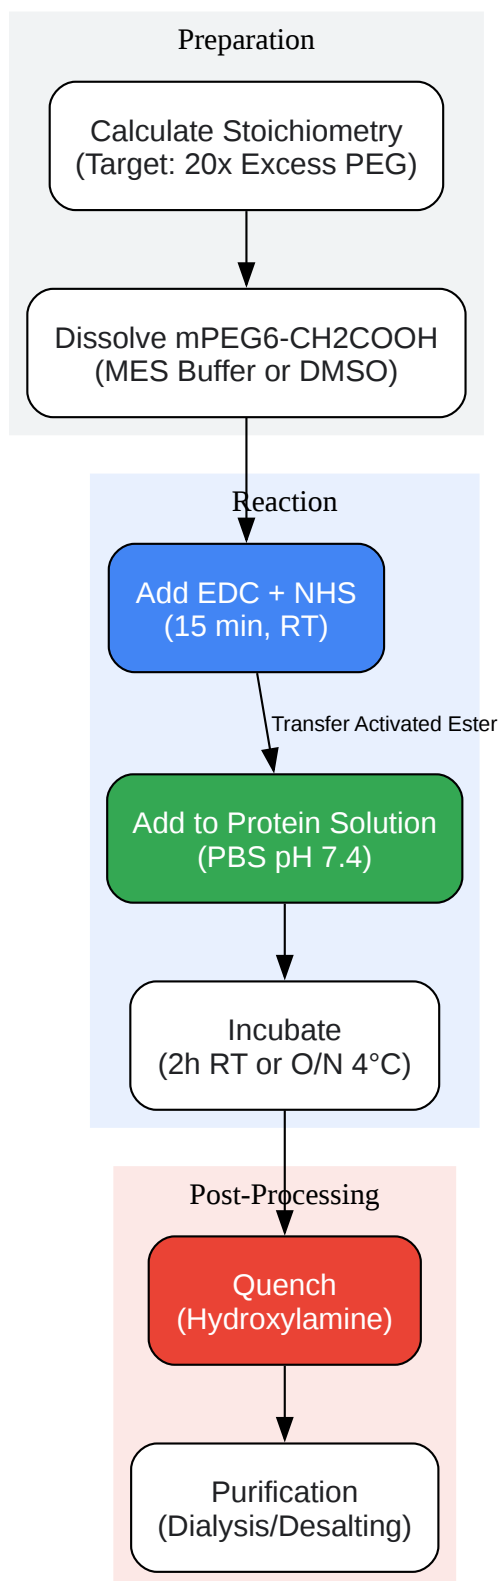 Preparation
Calculate Stoichiometry
(Target: 20x Excess PEG)
Dissolve mPEG6-CH2COOH
(MES Buffer or DMSO)
Reaction
Add EDC + NHS
(15 min, RT)
Transfer Activated Ester
Add to Protein Solution
(PBS pH 7.4)
Incubate
(2h RT or O/N 4°C)
Post-Processing
Quench
(Hydroxylamine)
Purification
(Dialysis/Desalting)